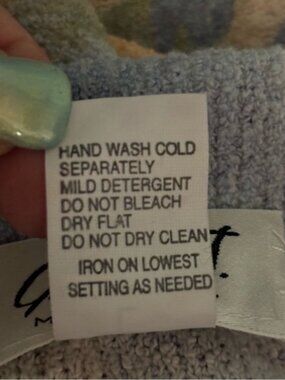 HAND WASH COLD
SEPARATELY
MILD DETERGENT
DO NOT BLEACH
DRY FLAT
DO NOT DRY CLEAN
IRON ON LOWEST
SETTING AS NEEDED